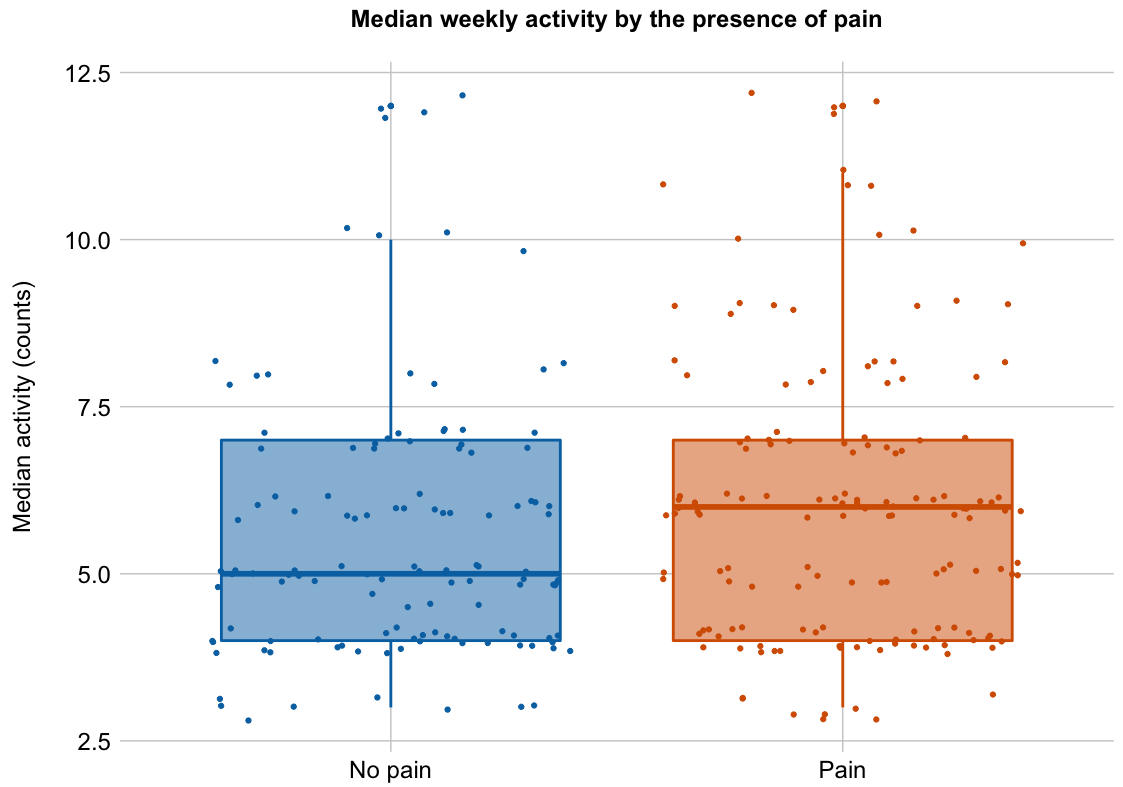 Median weekly activity by the presence of pain
Median activity (counts)
12.5
10.0
7.5
5.0
2.5
No pain
Pain